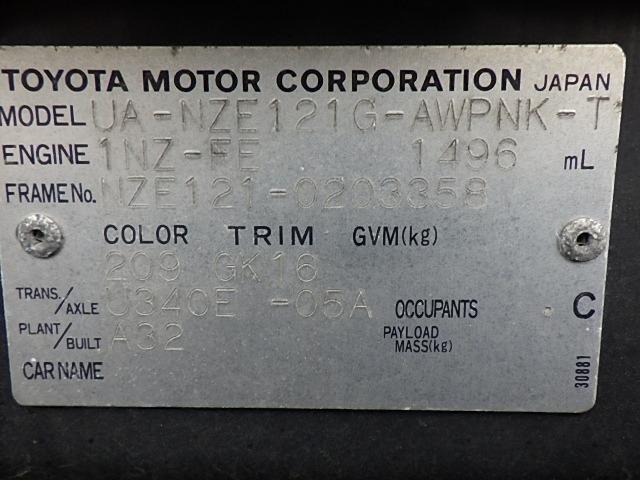 TOYOTA MOTOR CORPORATION JAPAN
MODEL UA-NZE121G-AWPNK-T
ENGINE 1NZ-FE 1496 mL
FRAME No. NZE121-0203358
COLOR TRIM GVM(kg)
209 GK16
TRANS./AXLE U340E -05A OCCUPANTS C
PLANT/BUILT A32 PAYLOAD MASS(kg)
CAR NAME
30881